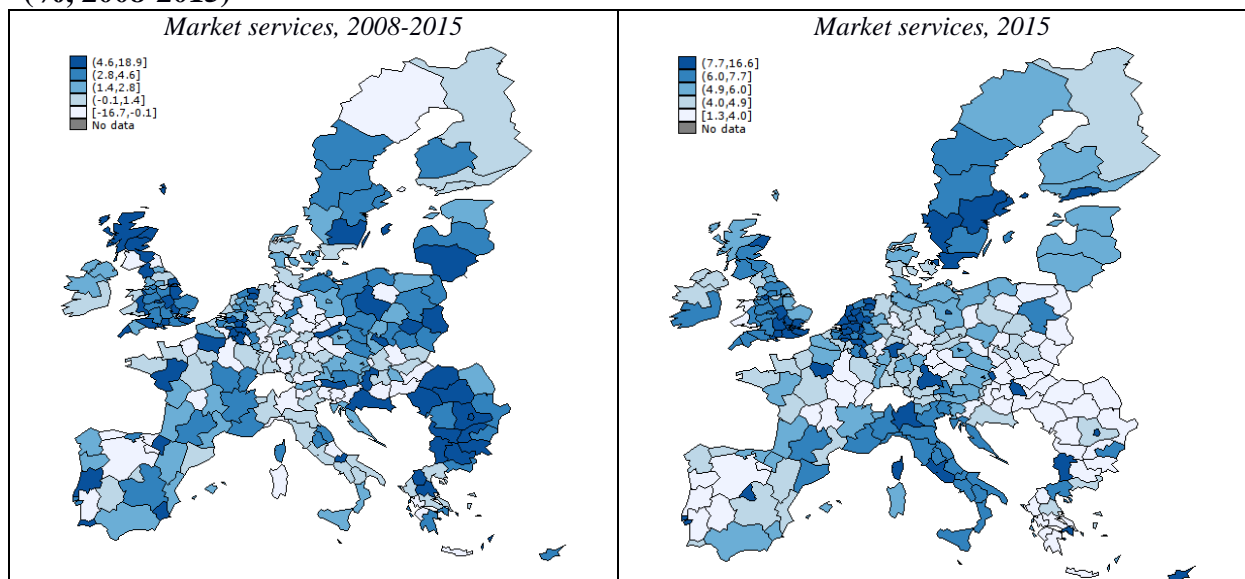 (%, 2008-2015)
Market services, 2008-2015
(4.6,18.9]
(2.8,4.6]
(1.4,2.8]
(-0.1,1.4]
[-16.7,-0.1]
No data
Market services, 2015
(7.7,16.6]
(6.0,7.7]
(4.9,6.0]
(4.0,4.9]
[1.3,4.0]
No data